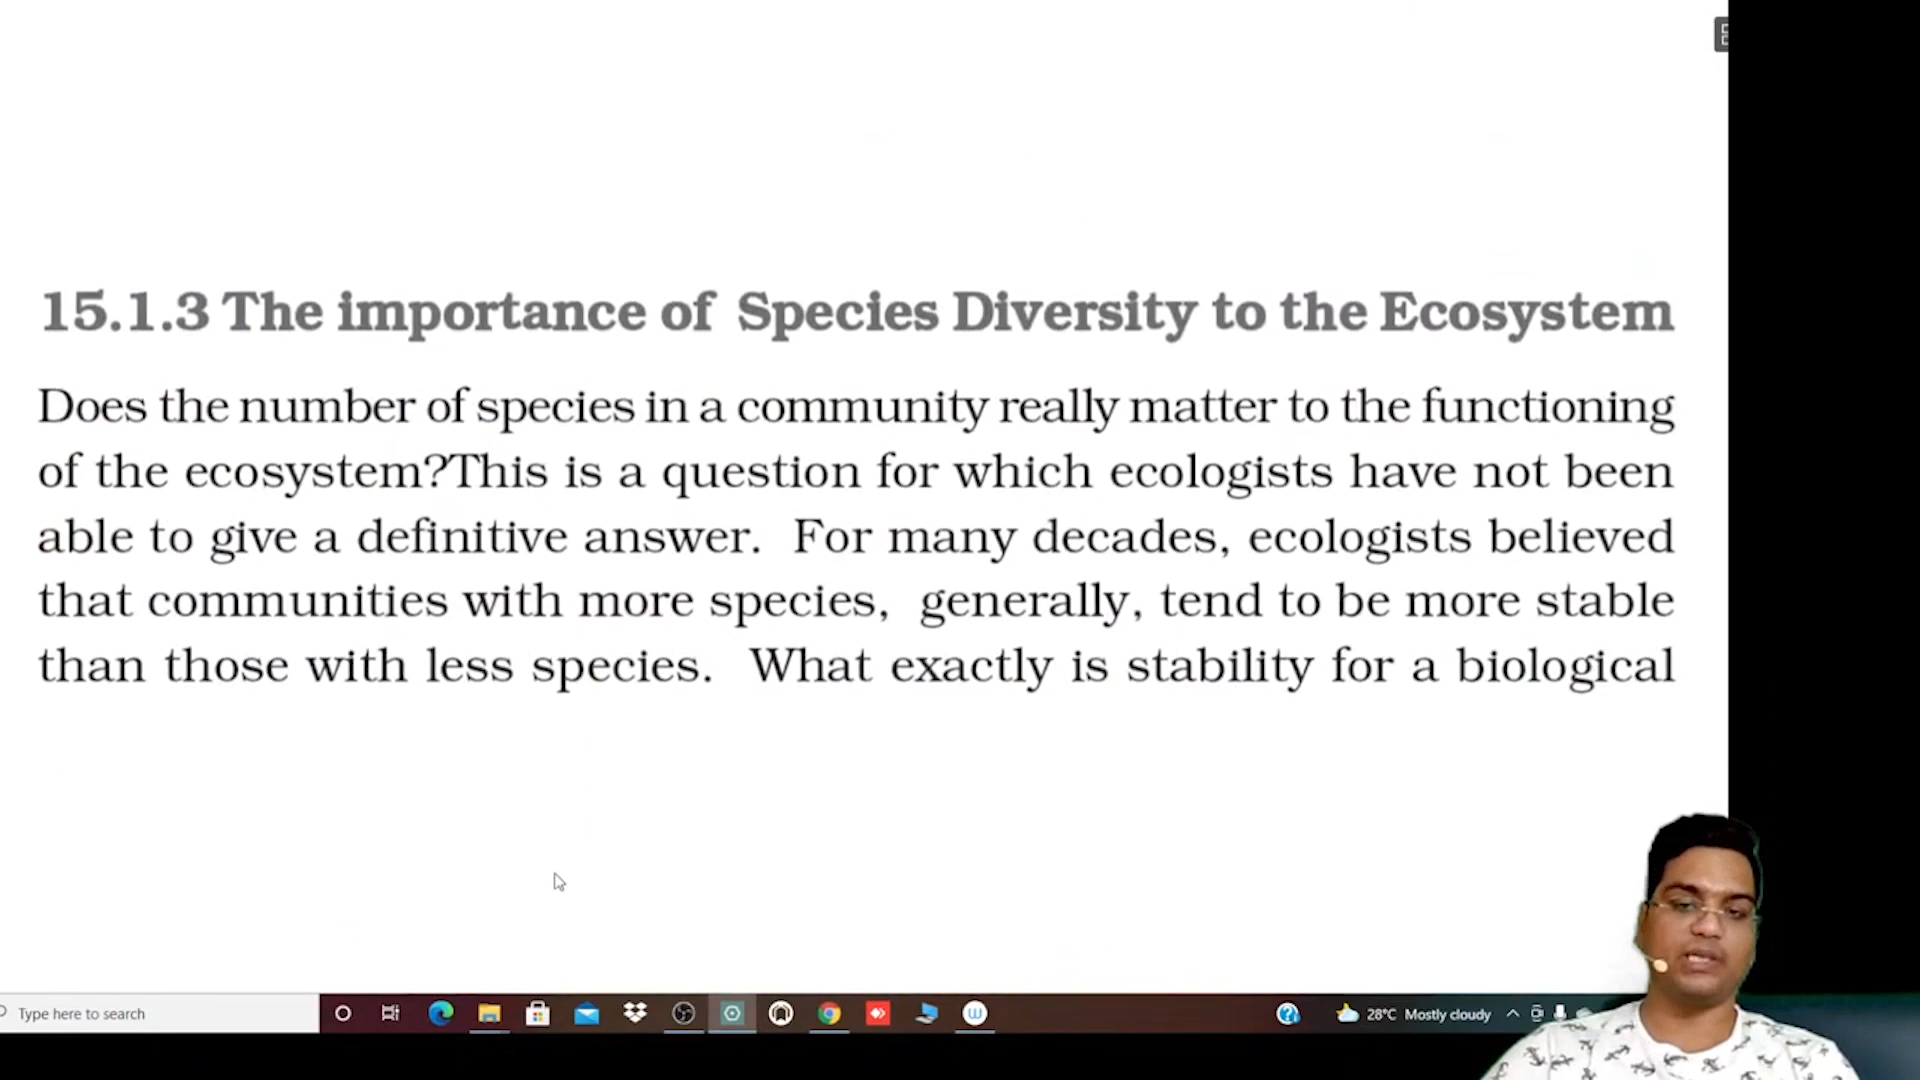 15.1.3 The importance of Species Diversity to the Ecosystem
Does the number of species in a community really matter to the functioning
of the ecosystem?This is a question for which ecologists have not been
able to give a definitive answer. For many decades, ecologists believed
that communities with more species, generally, tend to be more stable
than those with less species. What exactly is stability for a biological
Type here to search
28°C Mostly cloudy